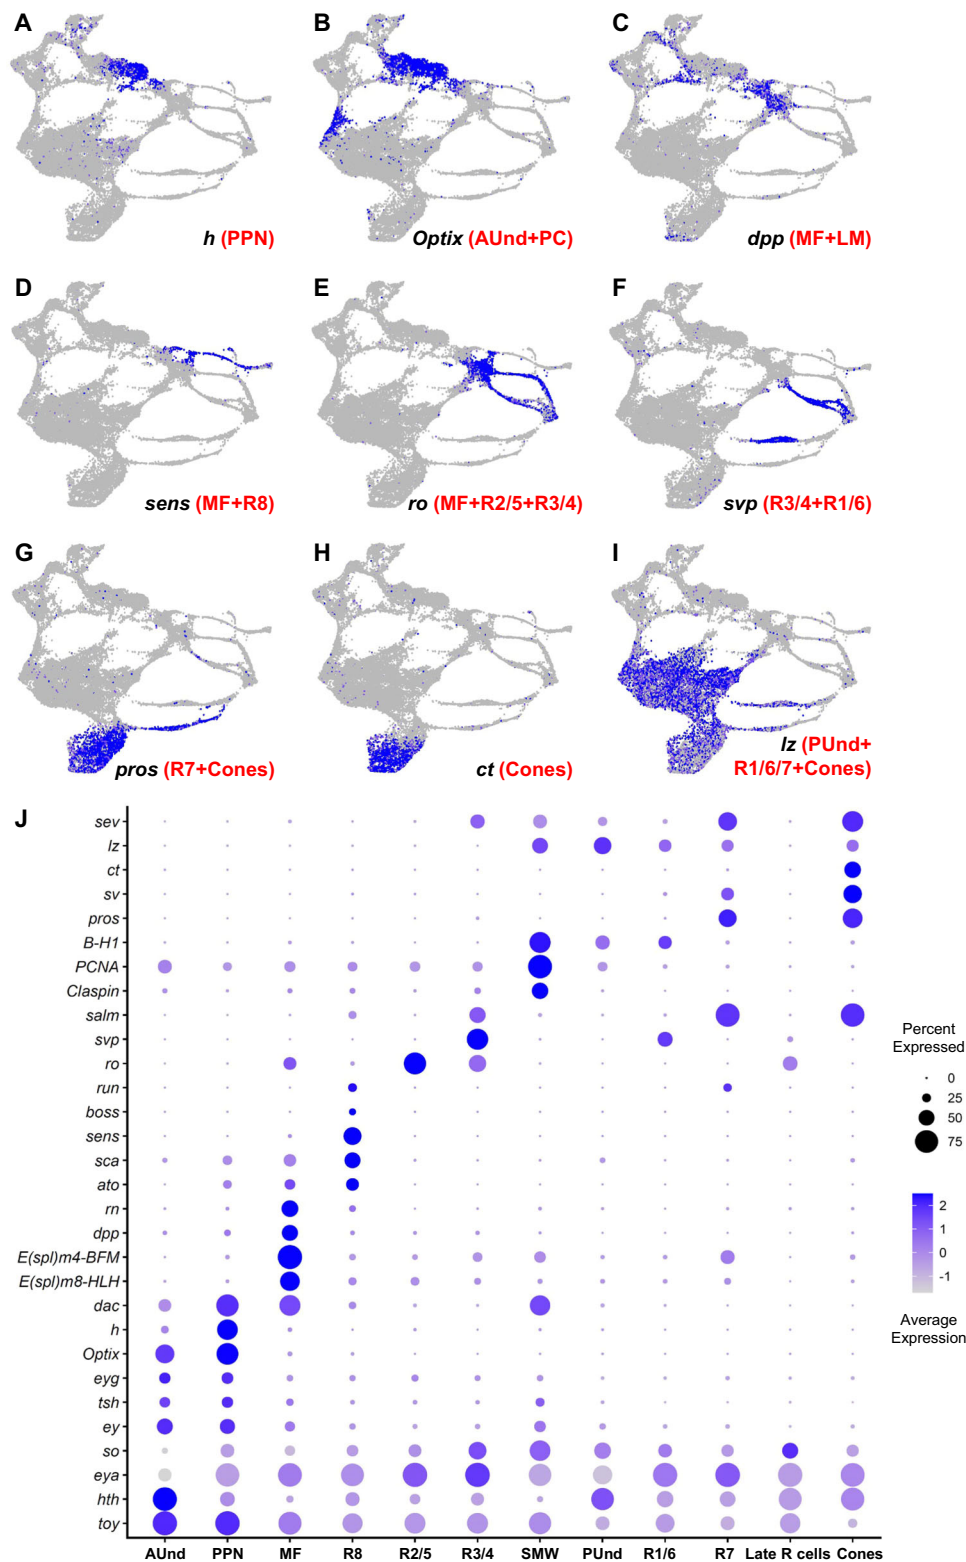 A
B
C
h (PPN)
Optix (AUnd+PC)
dpp (MF+LM)
D
E
F
sens (MF+R8)
ro (MF+R2/5+R3/4)
svp (R3/4+R1/6)
G
H
I
pros (R7+Cones)
ct (Cones)
lz (PUnd+
R1/6/7+Cones)
J
sev
lz
ct
sv
pros
B-H1
PCNA
Claspin
salm
svp
ro
run
boss
sens
sca
ato
rn
dpp
E(spl)m4-BFM
E(spl)m8-HLH
dac
h
Optix
eyg
tsh
ey
so
eya
hth
toy
AUnd PPN MF R8 R2/5 R3/4 SMW PUnd R1/6 R7 Late R cells Cones
Percent
Expressed
0
25
50
75
2
1
0
-1
Average
Expression